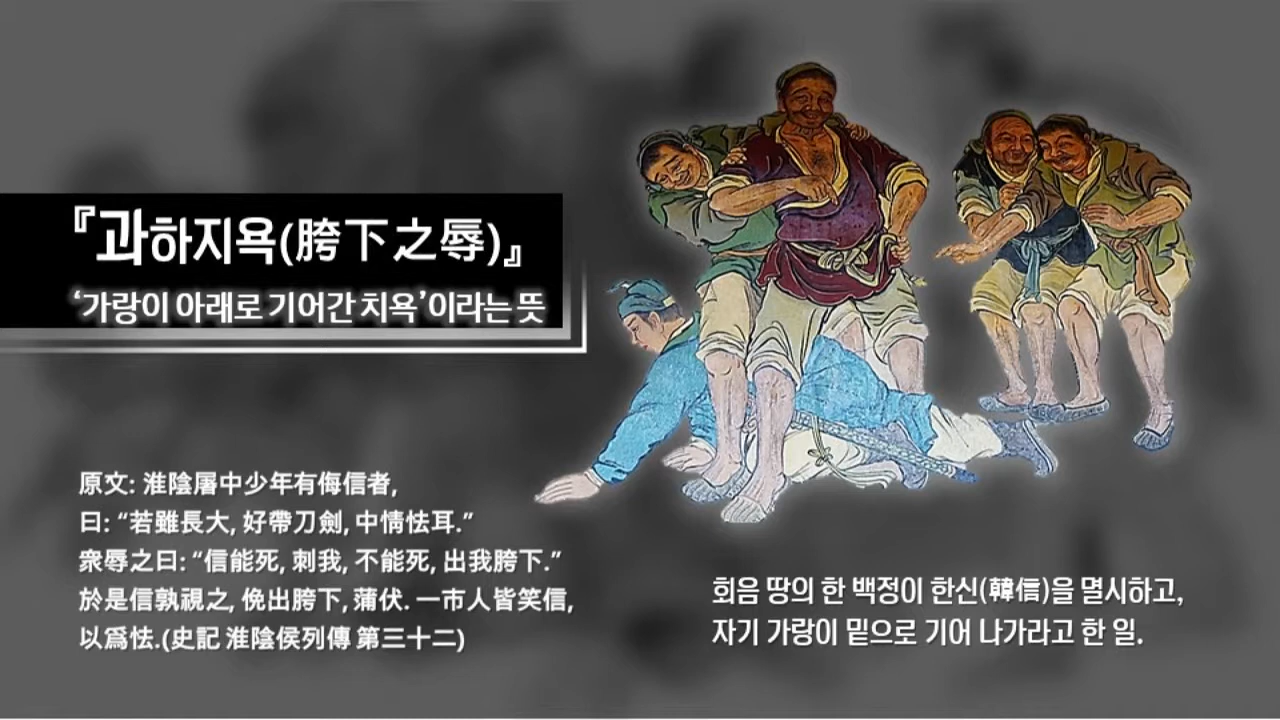 『과하지욕(胯下之辱)』
‘가랑이 아래로 기어간 치욕’이라는 뜻
原文: 淮陰屠中少年有侮信者,
曰: “若雖長大, 好帶刀劍, 中情怯耳.”
衆辱之曰: “信能死, 刺我, 不能死, 出我胯下.”
於是信孰視之, 俛出胯下, 蒲伏. 一市人皆笑信,
以爲怯.(史記 淮陰侯列傳 第三十二)
회음 땅의 한 백정이 한신(韓信)을 멸시하고,
자기 가랑이 밑으로 기어 나가라고 한 일.